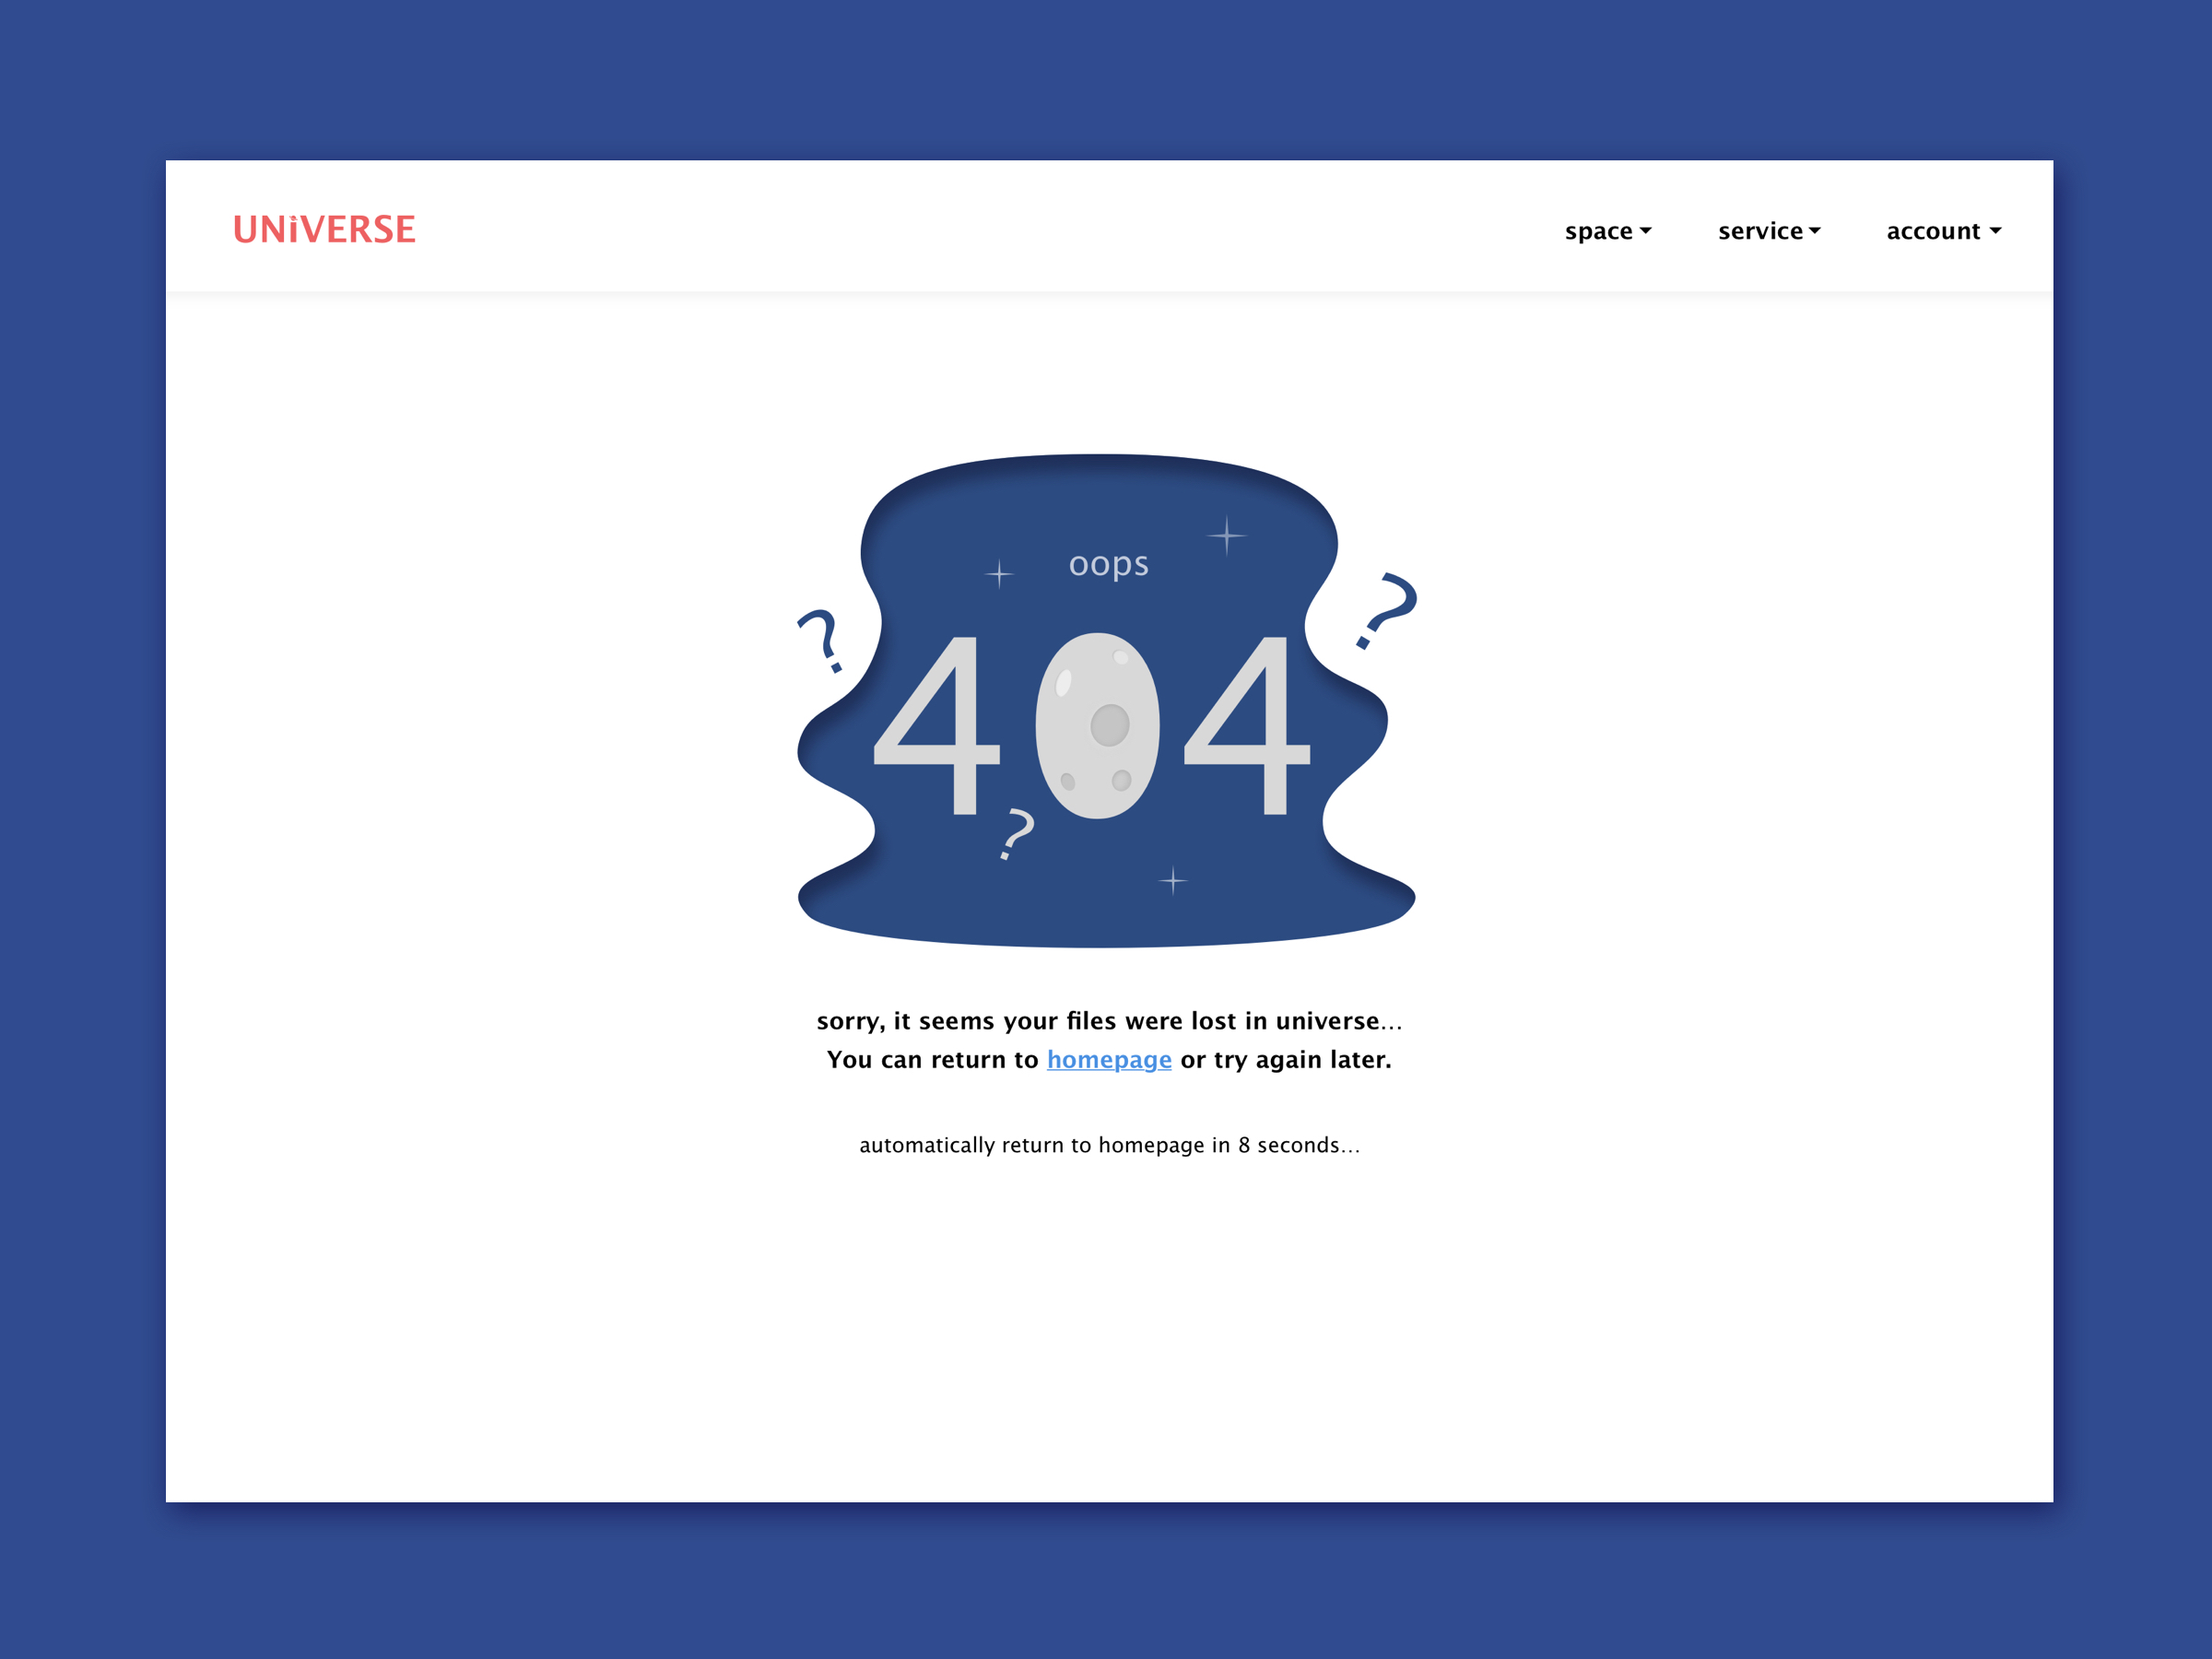 UNiVERSE
space service account
oops
? ?
404
?
sorry, it seems your files were lost in universe...
You can return to homepage or try again later.
automatically return to homepage in 8 seconds...